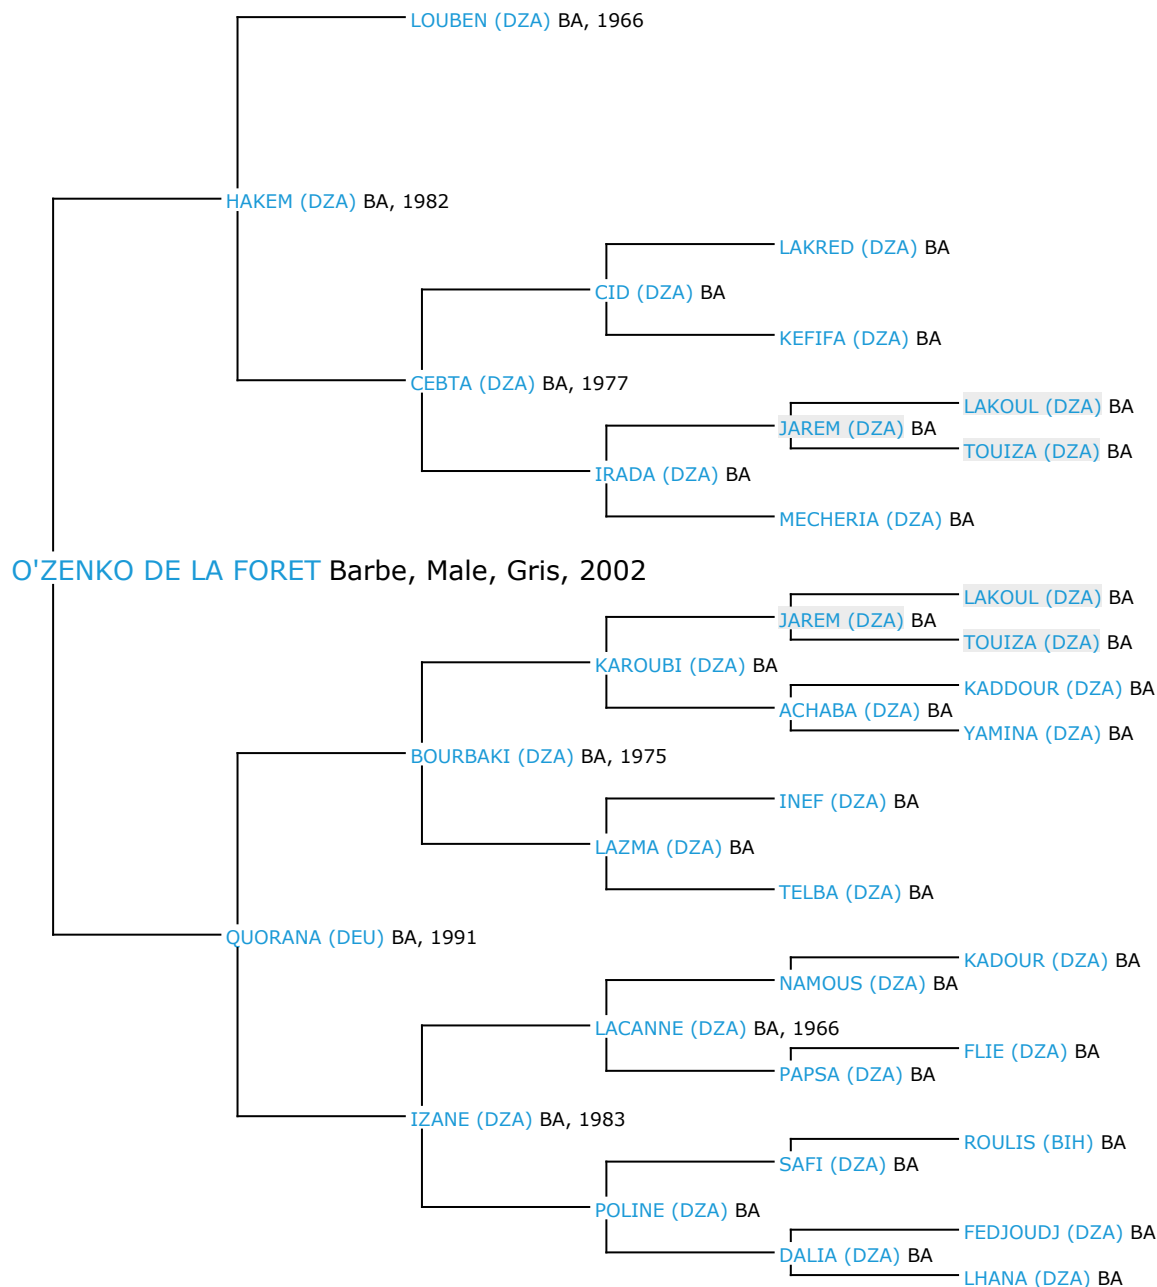 LOUBEN (DZA) BA, 1966
HAKEM (DZA) BA, 1982
LAKRED (DZA) BA
CID (DZA) BA
KEFIFA (DZA) BA
CEBTA (DZA) BA, 1977
LAKOUL (DZA) BA
JAREM (DZA) BA
TOUIZA (DZA) BA
IRADA (DZA) BA
MECHERIA (DZA) BA
O'ZENKO DE LA FORET Barbe, Male, Gris, 2002
LAKOUL (DZA) BA
JAREM (DZA) BA
TOUIZA (DZA) BA
KAROUBI (DZA) BA
KADDOUR (DZA) BA
ACHABA (DZA) BA
YAMINA (DZA) BA
BOURBAKI (DZA) BA, 1975
INEF (DZA) BA
LAZMA (DZA) BA
TELBA (DZA) BA
QUORANA (DEU) BA, 1991
KADOUR (DZA) BA
NAMOUS (DZA) BA
LACANNE (DZA) BA, 1966
FLIE (DZA) BA
PAPSA (DZA) BA
IZANE (DZA) BA, 1983
ROULIS (BIH) BA
SAFI (DZA) BA
POLINE (DZA) BA
FEDJOUDJ (DZA) BA
DALIA (DZA) BA
LHANA (DZA) BA